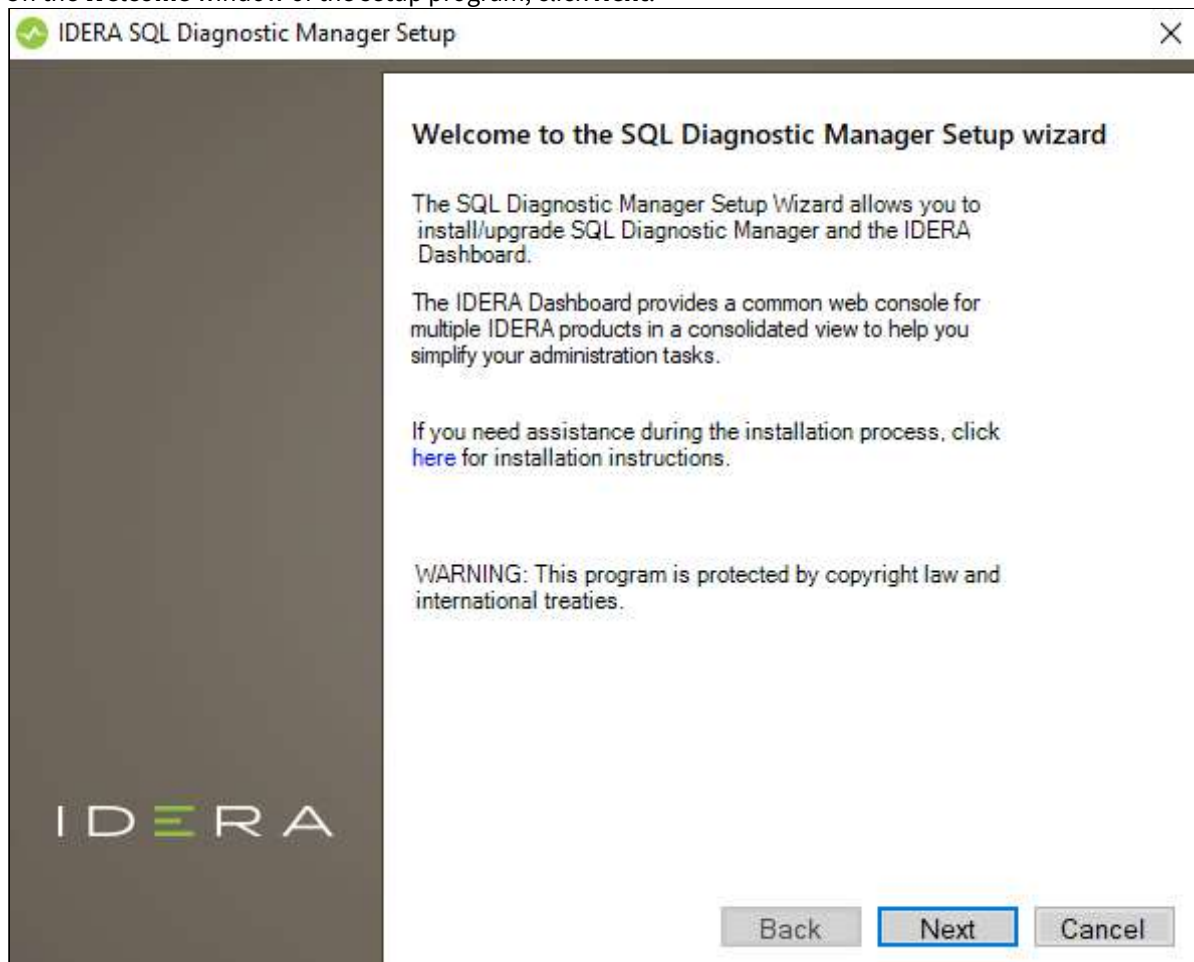 IDERA SQL Diagnostic Manager Setup
Welcome to the SQL Diagnostic Manager Setup wizard
The SQL Diagnostic Manager Setup Wizard allows you to
install/upgrade SQL Diagnostic Manager and the IDERA
Dashboard.
The IDERA Dashboard provides a common web console for
multiple IDERA products in a consolidated view to help you
simplify your administration tasks.
If you need assistance during the installation process, click
here for installation instructions.
WARNING: This program is protected by copyright law and
international treaties.
IDERA
Back Next Cancel